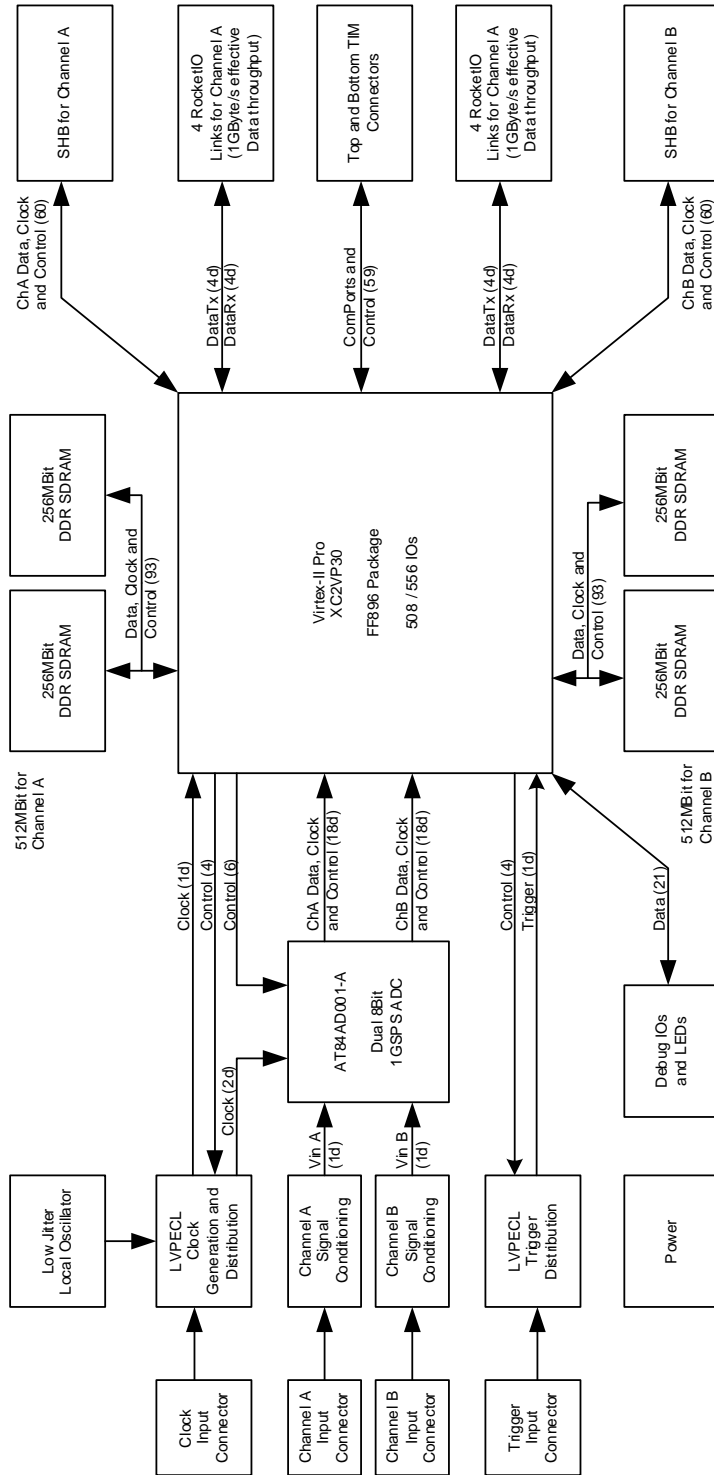 Low Jitter
Local Oscillator
Clock
Input
Connector
LVPECL
Clock
Generation and
Distribution
Clock (1d)
Control (4)
Control (6)
Clock (2d)
Channel A
Input
Connector
Channel A
Signal
Conditioning
Vin A
(1d)
Channel B
Input
Connector
Channel B
Signal
Conditioning
Vin B
(1d)
AT84AD001-A
Dual 8Bit
1GSPS ADC
ChA Data, Clock
and Control (18d)
ChB Data, Clock
and Control (18d)
Trigger
Input
Connector
LVPECL
Trigger
Distribution
Control (4)
Trigger (1d)
Power
Debug IOs
and LEDs
Data (21)
512MBit for
Channel A
256MBit
DDR SDRAM
256MBit
DDR SDRAM
Data, Clock and
Control (93)
Virtex-II Pro
XC2VP30
FF896 Package
508 / 556 IOs
Data, Clock and
Control (93)
512MBit for
Channel B
256MBit
DDR SDRAM
256MBit
DDR SDRAM
ChA Data, Clock
and Control (60)
SHB for Channel A
DataTx (4d)
DataRx (4d)
4 RocketIO
Links for Channel A
(1GByte/s effective
Data throughput
ComPorts and
Control (59)
Top and Bottom TIM
Connectors
DataTx (4d)
DataRx (4d)
4 RocketIO
Links for Channel A
(1GByte/s effective
Data throughput
ChB Data, Clock
and Control (60)
SHB for Channel B